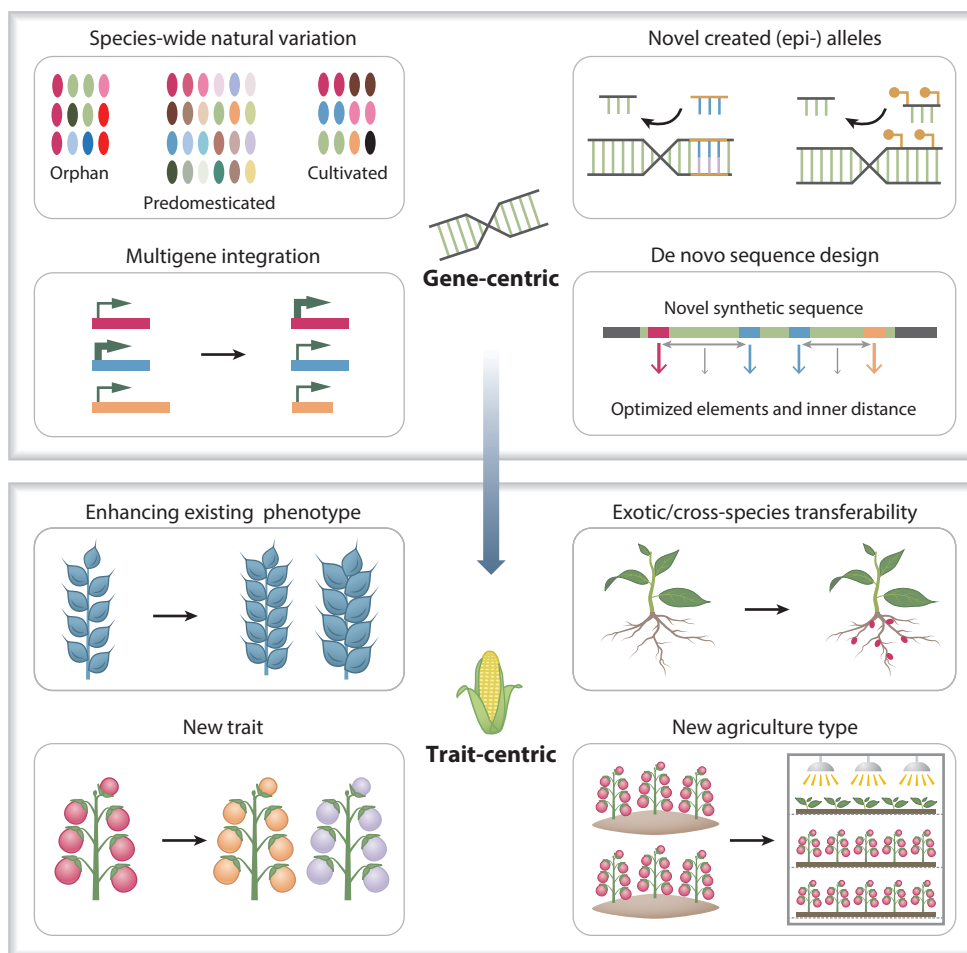 Species-wide natural variation
Orphan
Predomesticated
Cultivated
Novel created (epi-) alleles
Multigene integration
Gene-centric
De novo sequence design
Novel synthetic sequence
Optimized elements and inner distance
Enhancing existing phenotype
Exotic/cross-species transferability
New trait
Trait-centric
New agriculture type